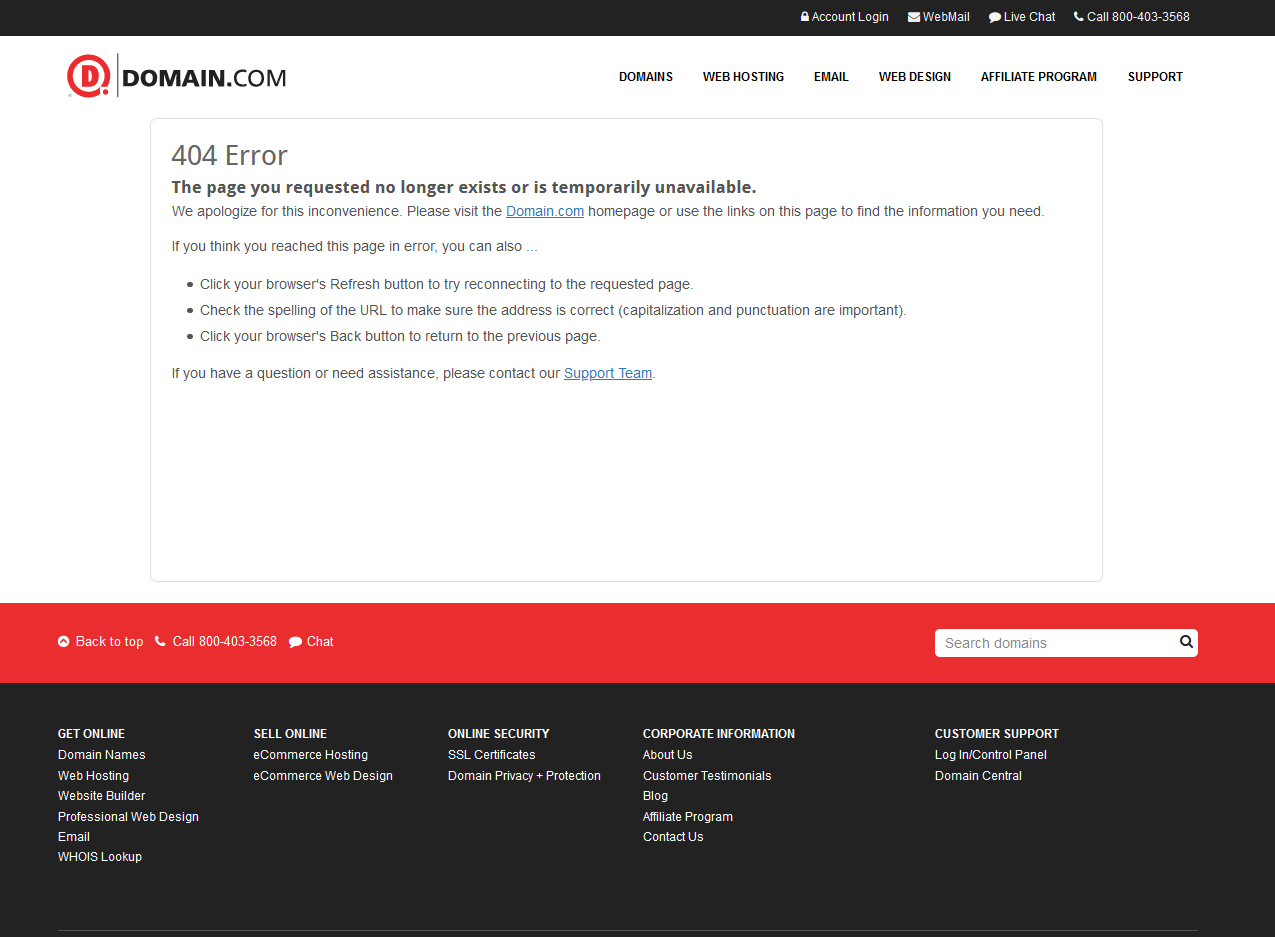 Account Login WebMail Live Chat Call 800-403-3568
D DOMAIN.COM
DOMAINS WEB HOSTING EMAIL WEB DESIGN AFFILIATE PROGRAM SUPPORT
404 Error
The page you requested no longer exists or is temporarily unavailable.
We apologize for this inconvenience. Please visit the Domain.com homepage or use the links on this page to find the information you need.
If you think you reached this page in error, you can also ...
• Click your browser's Refresh button to try reconnecting to the requested page.
• Check the spelling of the URL to make sure the address is correct (capitalization and punctuation are important).
• Click your browser's Back button to return to the previous page.
If you have a question or need assistance, please contact our Support Team.
Back to top Call 800-403-3568 Chat
Search domains
GET ONLINE
Domain Names
Web Hosting
Website Builder
Professional Web Design
Email
WHOIS Lookup
SELL ONLINE
eCommerce Hosting
eCommerce Web Design
ONLINE SECURITY
SSL Certificates
Domain Privacy + Protection
CORPORATE INFORMATION
About Us
Customer Testimonials
Blog
Affiliate Program
Contact Us
CUSTOMER SUPPORT
Log In/Control Panel
Domain Central